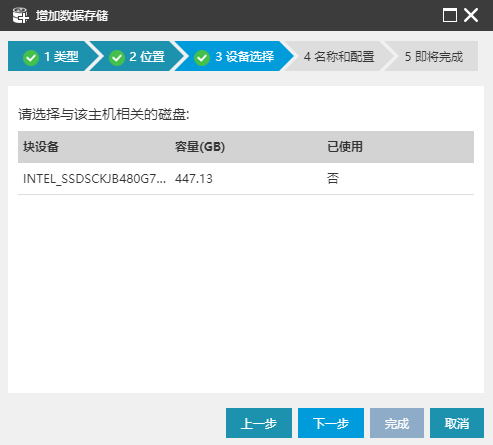 增加数据存储
1 类型 2 位置 3 设备选择 4 名称和配置 5 即将完成
请选择与该主机相关的磁盘:
块设备 容量(GB) 已使用
INTEL_SSDSCKJB480G7... 447.13 否
上一步 下一步 完成 取消